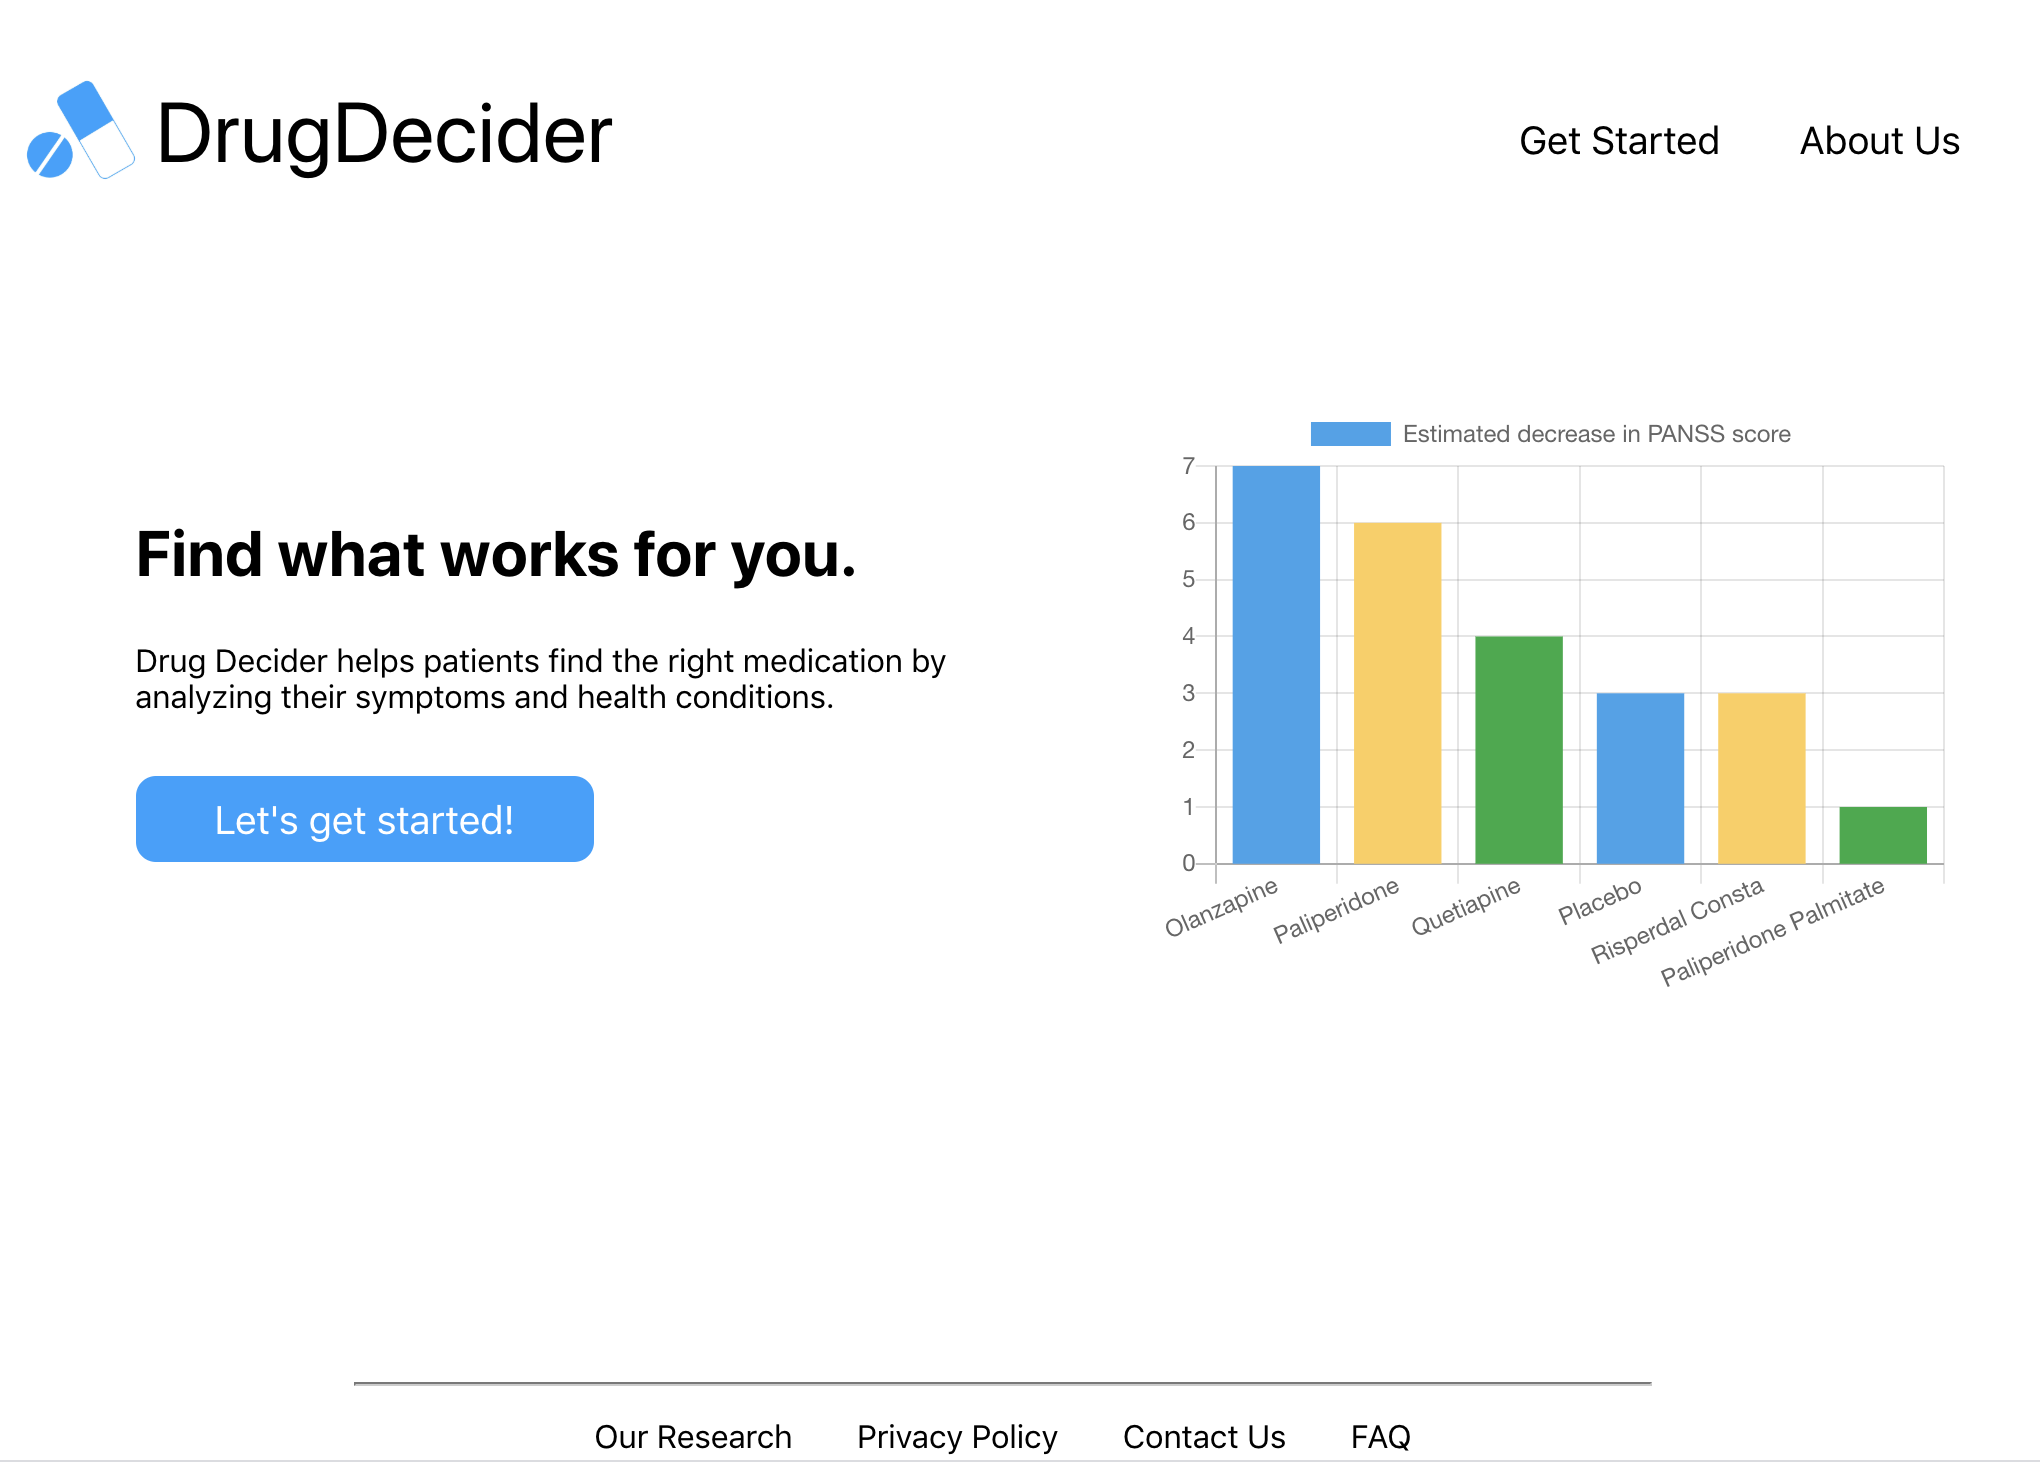 DrugDecider
Get Started
About Us
Find what works for you.
Drug Decider helps patients find the right medication by
analyzing their symptoms and health conditions.
Let's get started!
Estimated decrease in PANSS score
7
6
5
4
3
2
1
0
Olanzapine
Paliperidone
Quetiapine
Placebo
Risperdal Consta
Paliperidone Palmitate
Our Research
Privacy Policy
Contact Us
FAQ